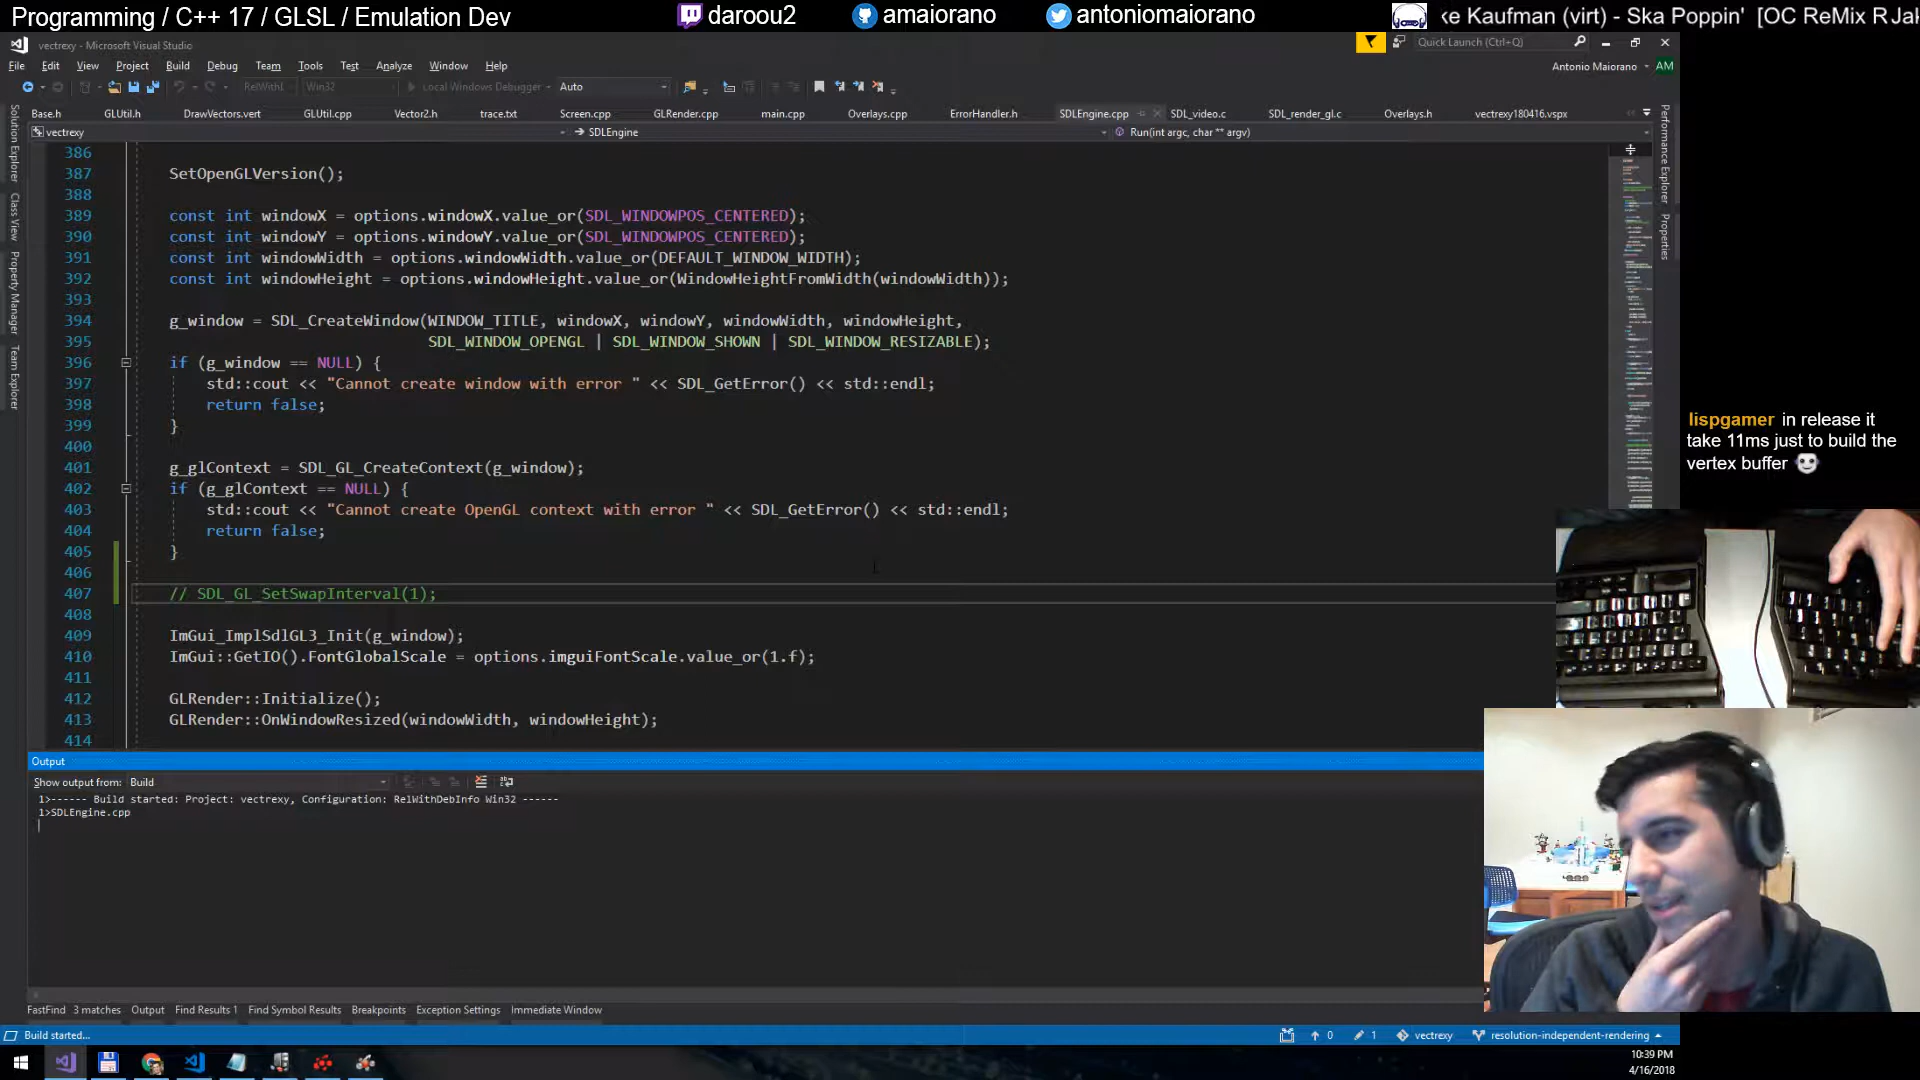 Programming / C++ 17 / GLSL / Emulation Dev
daroou2
amaiorano
antoniomaiorano
ke Kaufman (virt) - Ska Poppin' [OC ReMix R Jak
vectrexy - Microsoft Visual Studio
Quick Launch (Ctrl+Q)
File Edit View Project Build Debug Team Tools Test Analyze Window Help
Antonio Maiorano AM
RelWithI Win32 Local Windows Debugger Auto
Base.h GLUtil.h DrawVectors.vert GLUtil.cpp Vector2.h trace.txt Screen.cpp GLRender.cpp main.cpp Overlays.cpp ErrorHandler.h SDLEngine.cpp SDL_video.c SDL_render_gl.c Overlays.h vectrexy180416.vspx
vectrexy SDLEngine Run(int argc, char ** argv)
Solution Explorer
Class View
Property Manager
Team Explorer
Performance Explorer
Properties
386
387 SetOpenGLVersion();
388
389 const int windowX = options.windowX.value_or(SDL_WINDOWPOS_CENTERED);
390 const int windowY = options.windowY.value_or(SDL_WINDOWPOS_CENTERED);
391 const int windowWidth = options.windowWidth.value_or(DEFAULT_WINDOW_WIDTH);
392 const int windowHeight = options.windowHeight.value_or(WindowHeightFromWidth(windowWidth));
393
394 g_window = SDL_CreateWindow(WINDOW_TITLE, windowX, windowY, windowWidth, windowHeight,
395 SDL_WINDOW_OPENGL | SDL_WINDOW_SHOWN | SDL_WINDOW_RESIZABLE);
396 if (g_window == NULL) {
397 std::cout << "Cannot create window with error " << SDL_GetError() << std::endl;
398 return false;
399 }
400
401 g_glContext = SDL_GL_CreateContext(g_window);
402 if (g_glContext == NULL) {
403 std::cout << "Cannot create OpenGL context with error " << SDL_GetError() << std::endl;
404 return false;
405 }
406
407 // SDL_GL_SetSwapInterval(1);
408
409 ImGui_ImplSdlGL3_Init(g_window);
410 ImGui::GetIO().FontGlobalScale = options.imguiFontScale.value_or(1.f);
411
412 GLRender::Initialize();
413 GLRender::OnWindowResized(windowWidth, windowHeight);
414
lispgamer in release it
take 11ms just to build the
vertex buffer
Output
Show output from: Build
1>------ Build started: Project: vectrexy, Configuration: RelWithDebInfo Win32 ------
1>SDLEngine.cpp
FastFind 3 matches Output Find Results 1 Find Symbol Results Breakpoints Exception Settings Immediate Window
Build started... 0 1 vectrexy resolution-independent-rendering
10:39 PM
4/16/2018